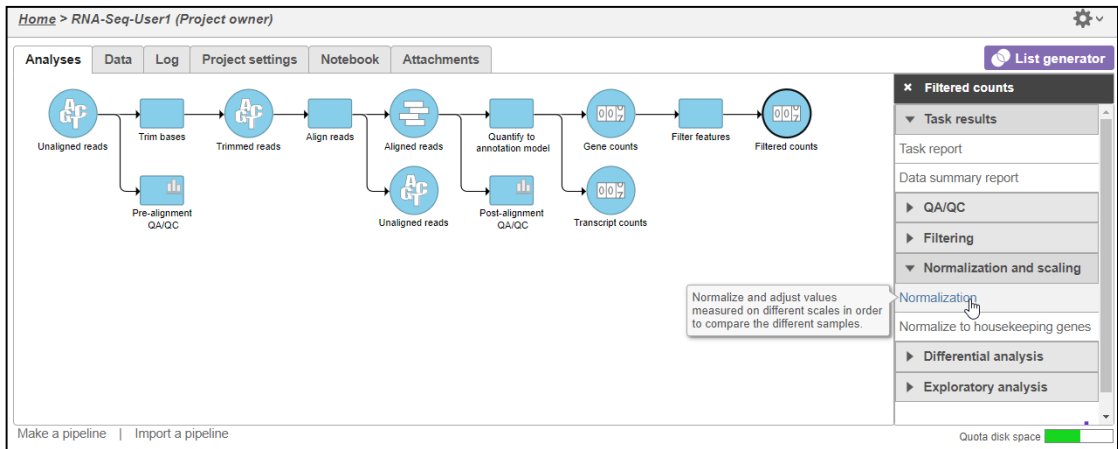 Home > RNA-Seq-User1 (Project owner)
Analyses
Data
Log
Project settings
Notebook
Attachments
List generator
Unaligned reads
Trim bases
Trimmed reads
Align reads
Aligned reads
Quantify to
annotation model
Gene counts
Filter features
Filtered counts
Pre-alignment
QA/QC
Unaligned reads
Post-alignment
QA/QC
Transcript counts
Filtered counts
Task results
Task report
Data summary report
QA/QC
Filtering
Normalization and scaling
Normalization
Normalize and adjust values
measured on different scales in order
to compare the different samples.
Normalize to housekeeping genes
Differential analysis
Exploratory analysis
Make a pipeline | Import a pipeline
Quota disk space